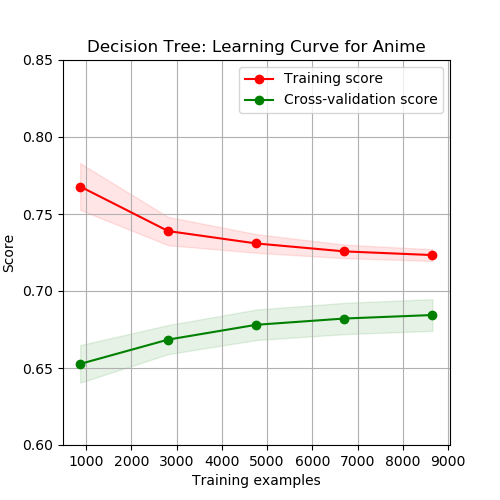 Decision Tree: Learning Curve for Anime
0.85
0.80
0.75
0.70
0.65
0.60
Score
Training score
Cross-validation score
1000 2000 3000 4000 5000 6000 7000 8000 9000
Training examples